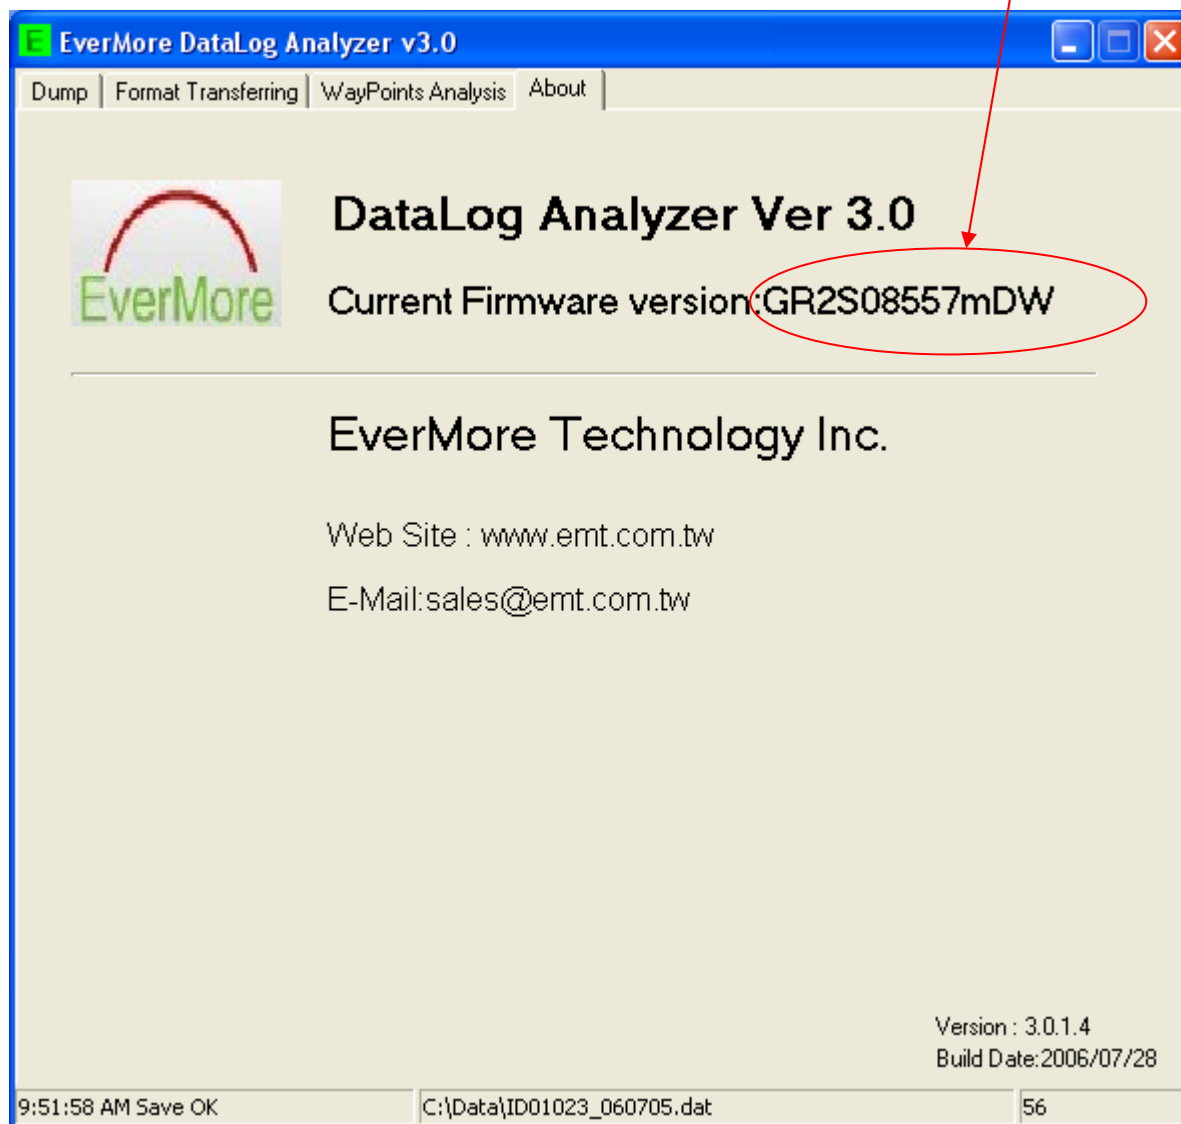 E EverMore DataLog Analyzer v3.0
Dump Format Transferring WayPoints Analysis About
EverMore
DataLog Analyzer Ver 3.0
Current Firmware version:GR2S08557mDW
EverMore Technology Inc.
Web Site : www.emt.com.tw
E-Mail:sales@emt.com.tw
Version : 3.0.1.4
Build Date:2006/07/28
9:51:58 AM Save OK C:\Data\ID01023_060705.dat 56